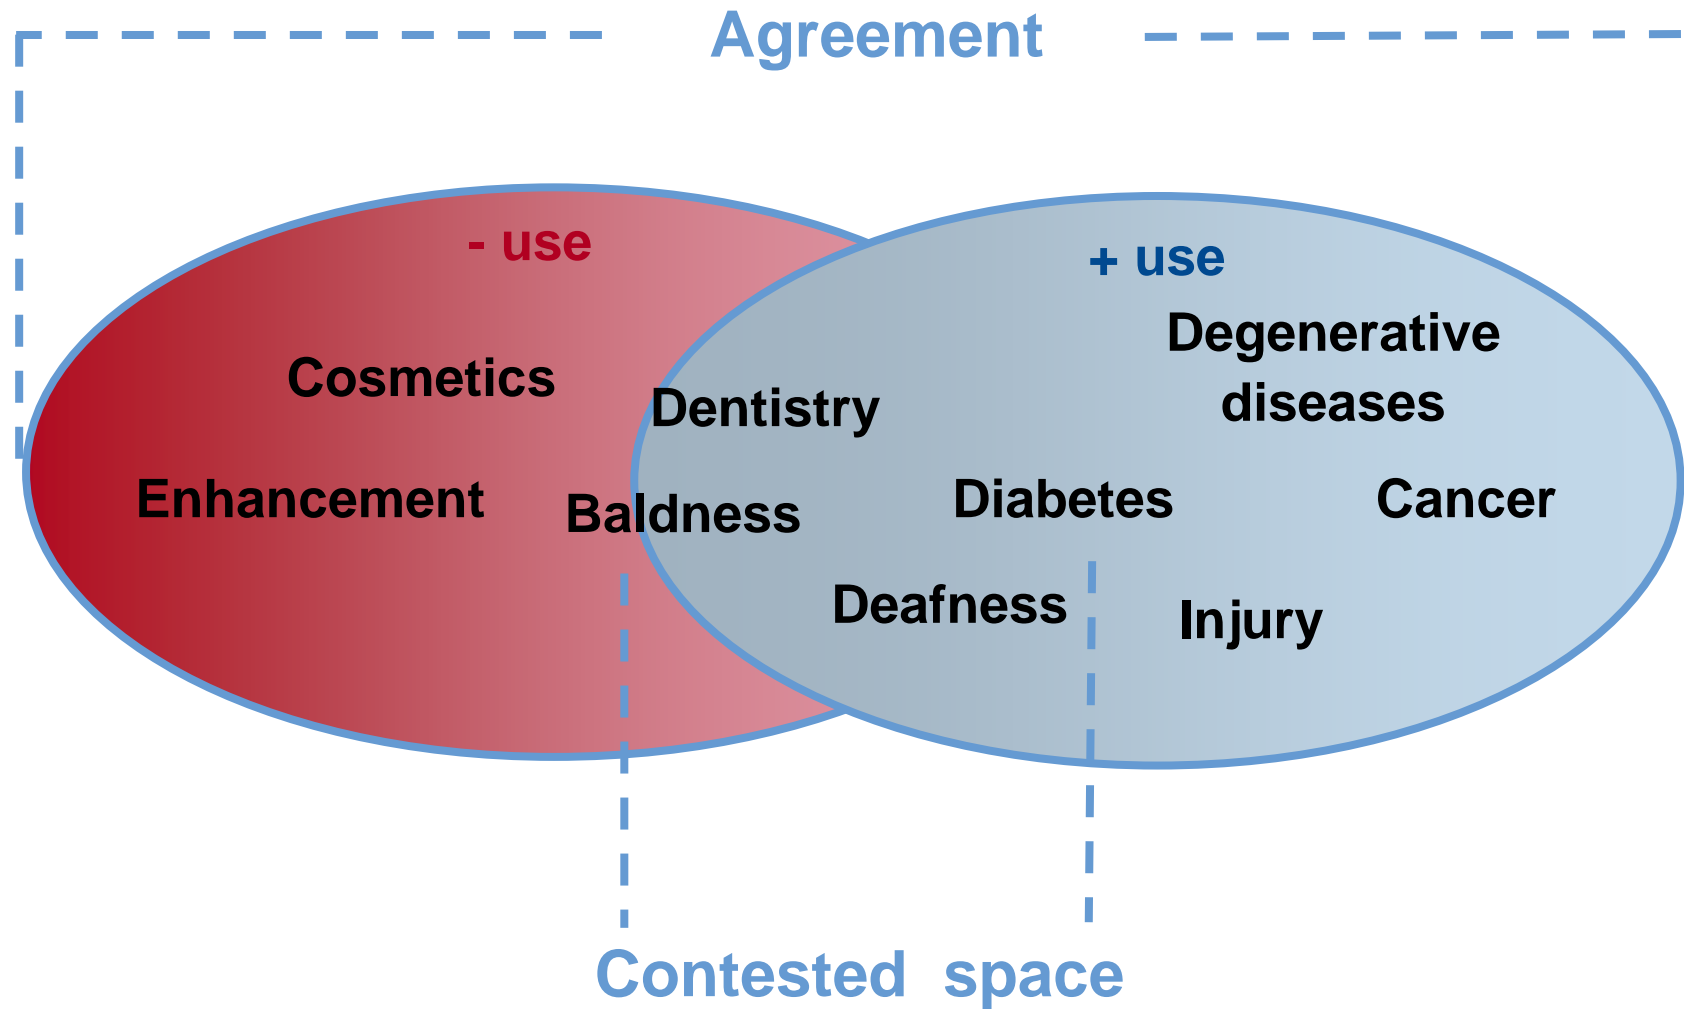 Agreement
- use
+ use
Degenerative
diseases
Cosmetics
Dentistry
Enhancement
Baldness
Diabetes
Cancer
Deafness
Injury
Contested space